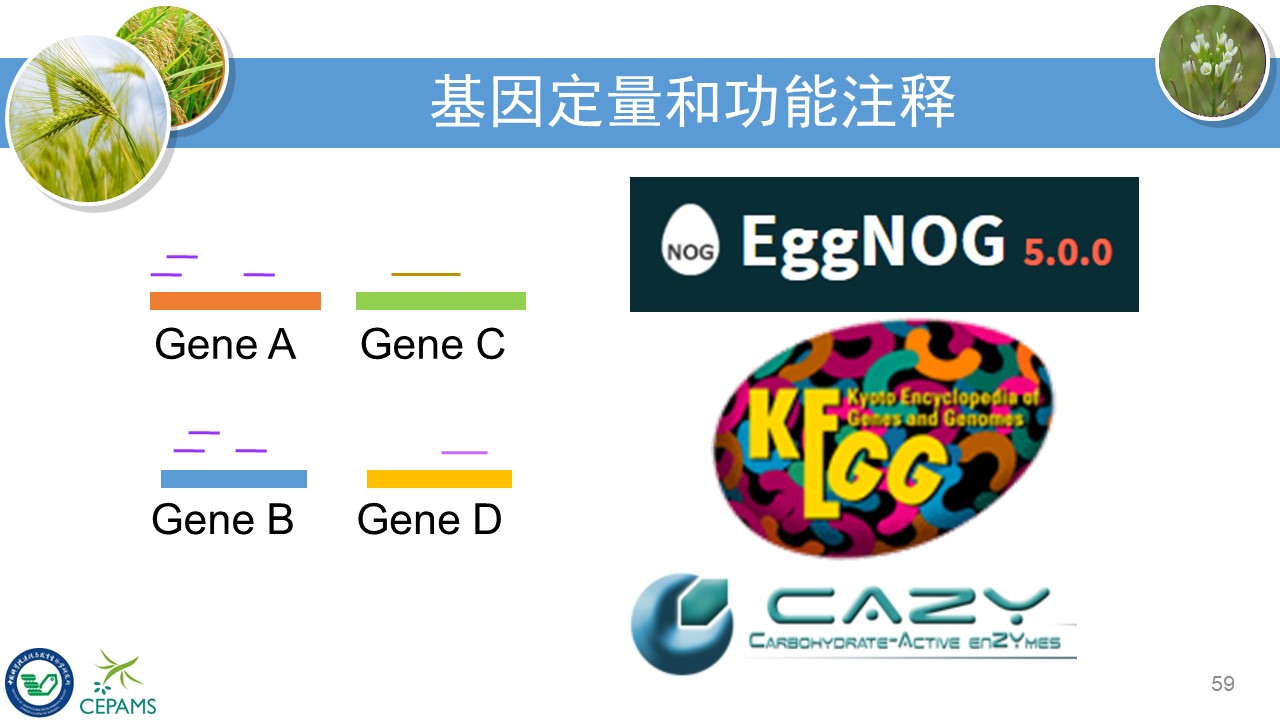 基因定量和功能注释
Gene A
Gene C
Gene B
Gene D
NOG
EggNOG 5.0.0
KEGG
Kyoto Encyclopedia of
Genes and Genomes
CAZY
CARBOHYDRATE-ACTIVE ENZYMES
CEPAMS
59